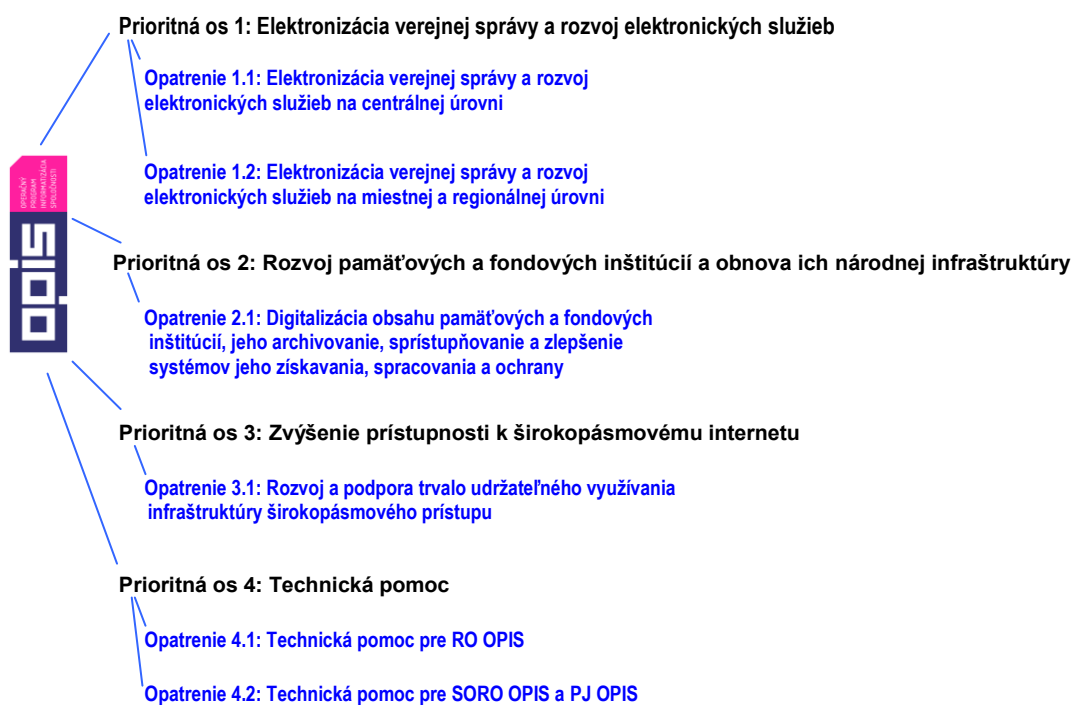 Prioritná os 1: Elektronizácia verejnej správy a rozvoj elektronických služieb
Opatrenie 1.1: Elektronizácia verejnej správy a rozvoj
elektronických služieb na centrálnej úrovni
Opatrenie 1.2: Elektronizácia verejnej správy a rozvoj
elektronických služieb na miestnej a regionálnej úrovni
OPERAČNÝ
PROGRAM
INFORMATIZÁCIA
SPOLOČNOSTI
opis
Prioritná os 2: Rozvoj pamäťových a fondových inštitúcií a obnova ich národnej infraštruktúry
Opatrenie 2.1: Digitalizácia obsahu pamäťových a fondových
inštitúcií, jeho archivovanie, sprístupňovanie a zlepšenie
systémov jeho získavania, spracovania a ochrany
Prioritná os 3: Zvýšenie prístupnosti k širokopásmovému internetu
Opatrenie 3.1: Rozvoj a podpora trvalo udržateľného využívania
infraštruktúry širokopásmového prístupu
Prioritná os 4: Technická pomoc
Opatrenie 4.1: Technická pomoc pre RO OPIS
Opatrenie 4.2: Technická pomoc pre SORO OPIS a PJ OPIS